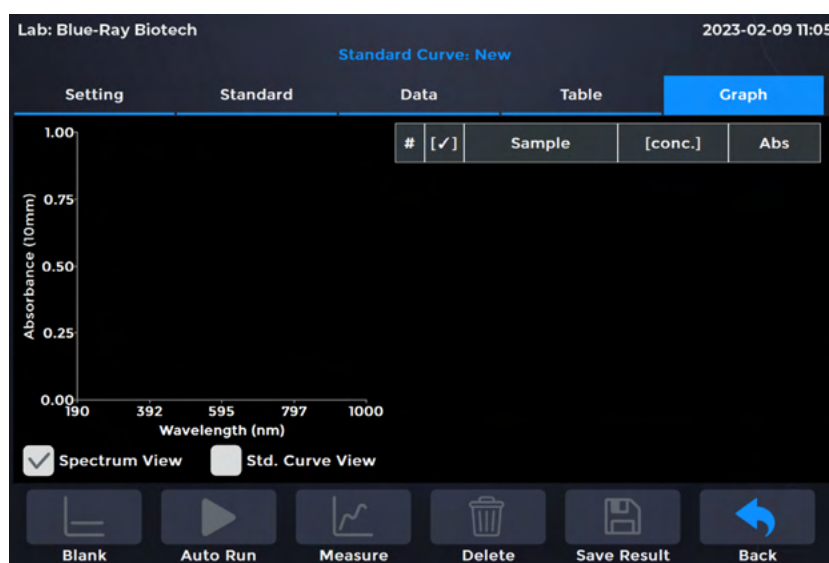 Lab: Blue-Ray Biotech 2023-02-09 11:05
Standard Curve: New
Setting Standard Data Table Graph
# [✓] Sample [conc.] Abs
1.00
0.75
0.50
0.25
0.00
Absorbance (10mm)
190 392 595 797 1000
Wavelength (nm)
Spectrum View Std. Curve View
Blank Auto Run Measure Delete Save Result Back